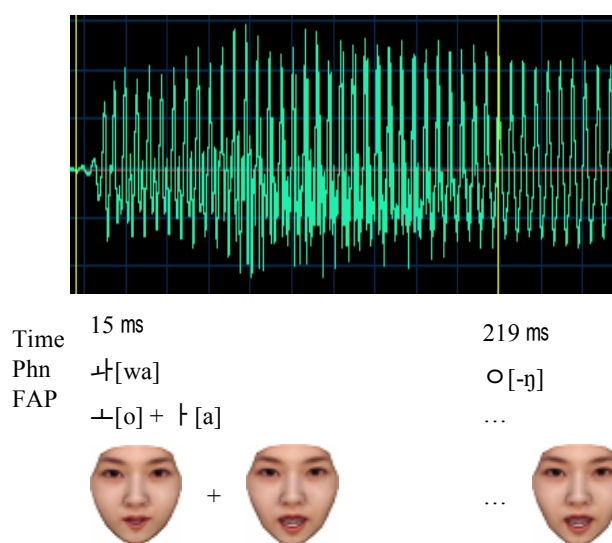 Time 15 ㎳ 219 ㎳
Phn ㅘ[wa] ㅇ[-ŋ]
FAP ㅗ[o] + ㅏ[a] …
+ …